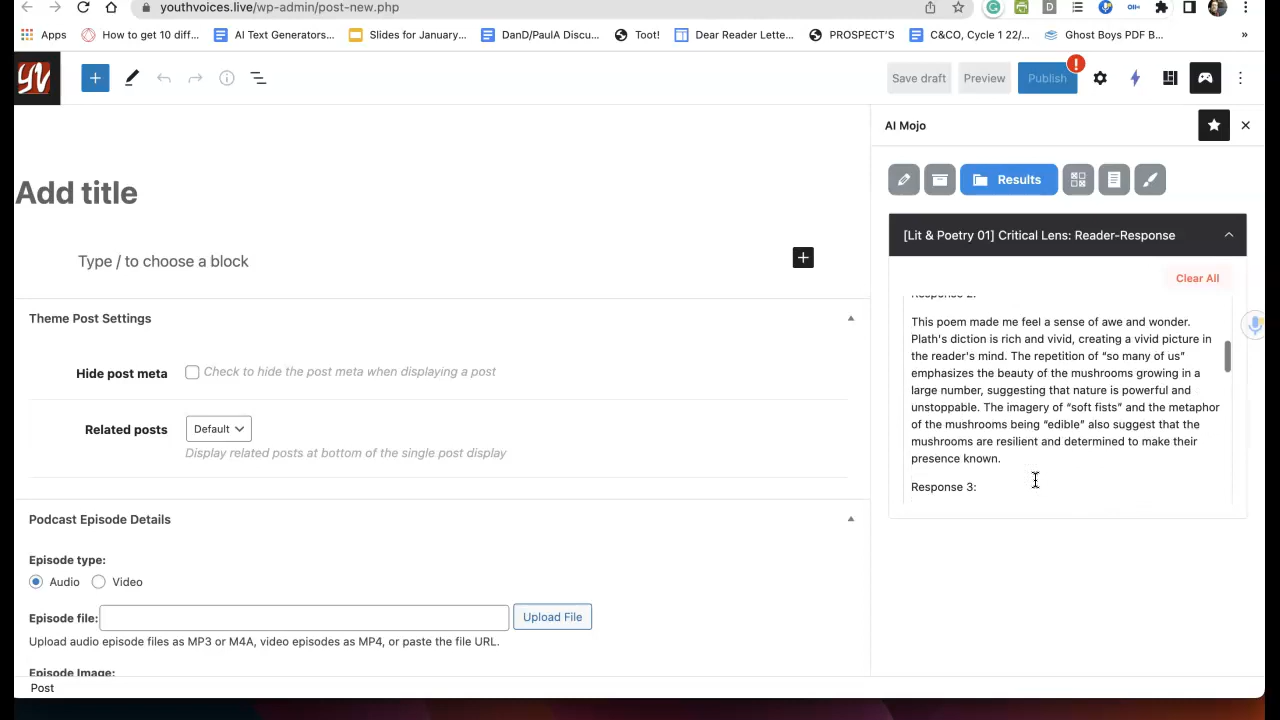 youthvoices.live/wp-admin/post-new.php
Apps
How to get 10 diff...
AI Text Generators...
Slides for January...
DanD/PaulA Discu...
Toot!
Dear Reader Lette...
PROSPECT'S
C&CO, Cycle 1 22/...
Ghost Boys PDF B...
»
YV
Save draft
Preview
Publish
!
AI Mojo
Results
[Lit & Poetry 01] Critical Lens: Reader-Response
Clear All
Response 2:
This poem made me feel a sense of awe and wonder.
Plath's diction is rich and vivid, creating a vivid picture in
the reader's mind. The repetition of “so many of us”
emphasizes the beauty of the mushrooms growing in a
large number, suggesting that nature is powerful and
unstoppable. The imagery of “soft fists” and the metaphor
of the mushrooms being “edible” also suggest that the
mushrooms are resilient and determined to make their
presence known.
Response 3:
Add title
Type / to choose a block
Theme Post Settings
Hide post meta
Check to hide the post meta when displaying a post
Related posts
Default
Display related posts at bottom of the single post display
Podcast Episode Details
Episode type:
Audio
Video
Episode file:
Upload File
Upload audio episode files as MP3 or M4A, video episodes as MP4, or paste the file URL.
Episode Image:
Post